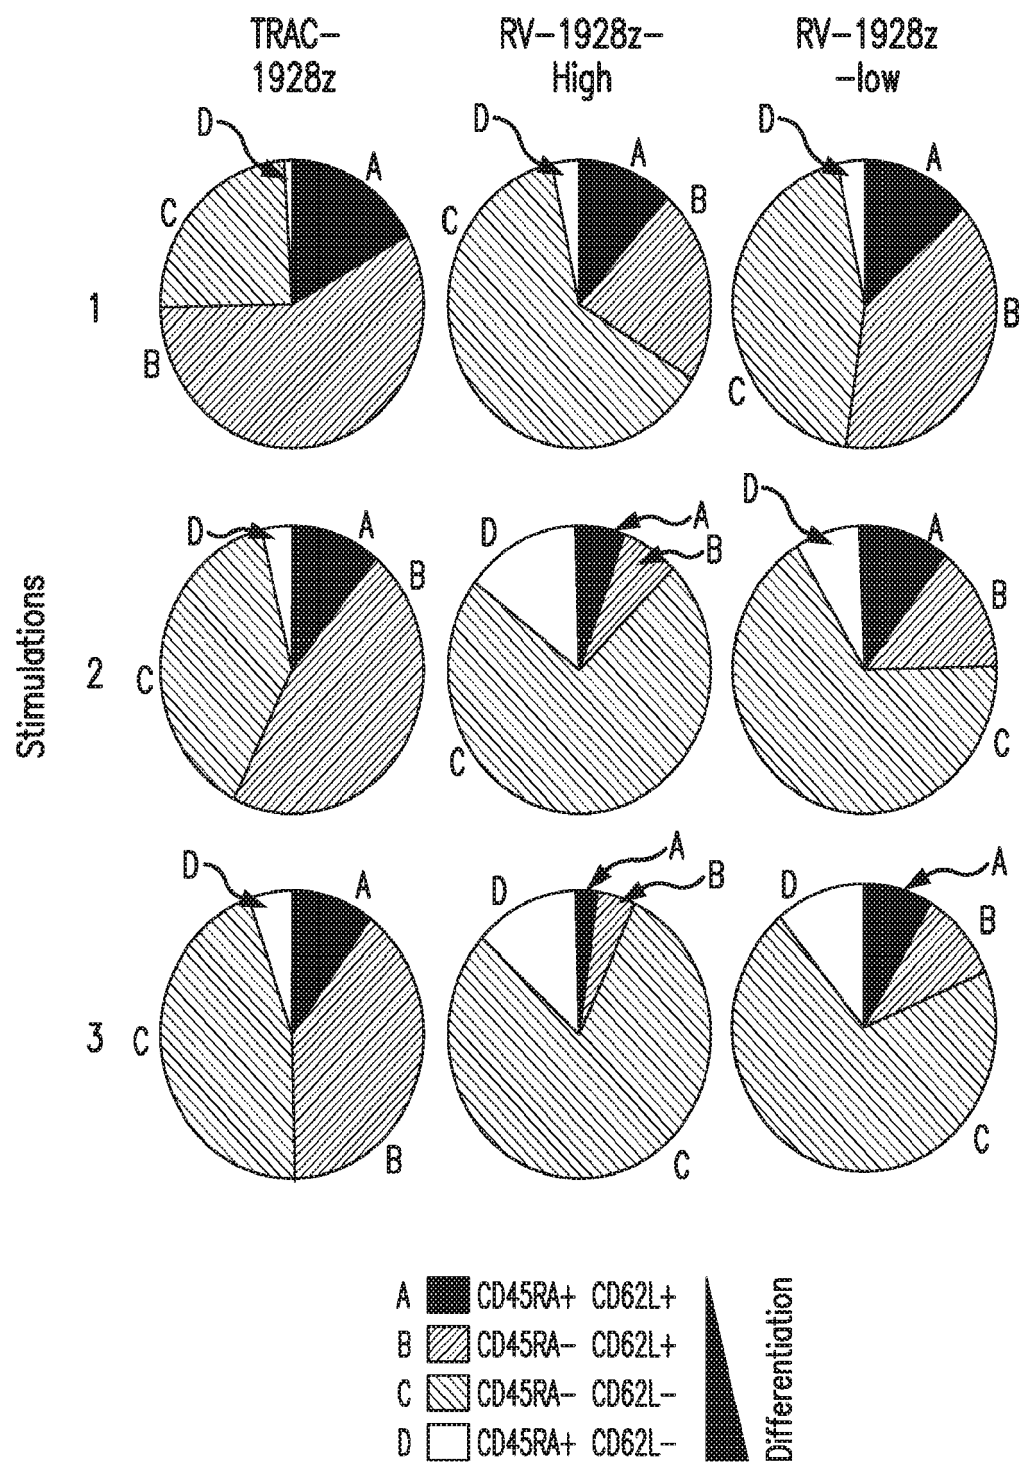 TRAC-
1928z
RV-1928z-
High
RV-1928z
-low
Stimulations
1
D
A
C
B
D
A
B
C
D
A
B
C
2
D
A
B
C
D
A
B
C
D
A
B
C
3
D
A
C
B
D
A
B
C
D
A
B
C
A CD45RA+ CD62L+
B CD45RA- CD62L+
C CD45RA- CD62L-
D CD45RA+ CD62L-
Differentiation